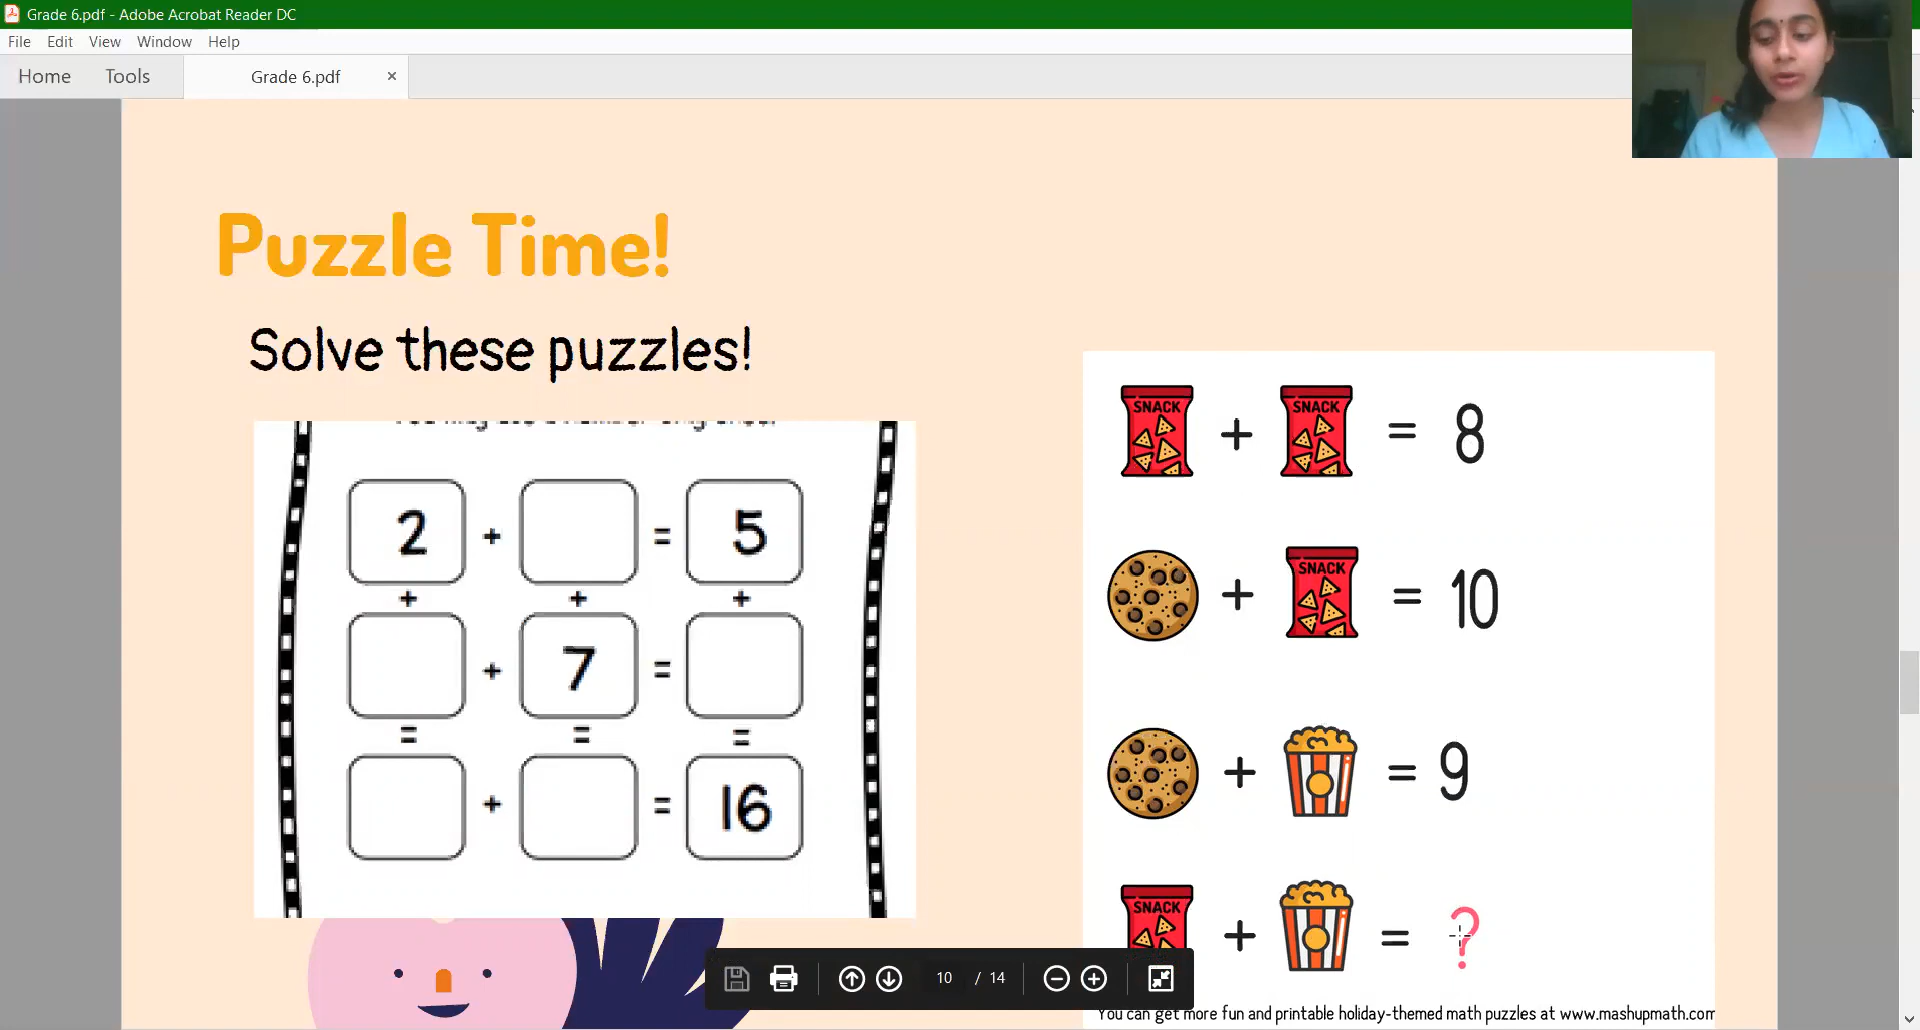 Grade 6.pdf - Adobe Acrobat Reader DC
File Edit View Window Help
Home Tools Grade 6.pdf ×
Puzzle Time!
Solve these puzzles!
2 + = 5
+ + +
+ 7 =
= = =
+ = 16
SNACK + SNACK = 8
+ SNACK = 10
+ = 9
SNACK + = ?
10 / 14
You can get more fun and printable holiday-themed math puzzles at www.mashupmath.com